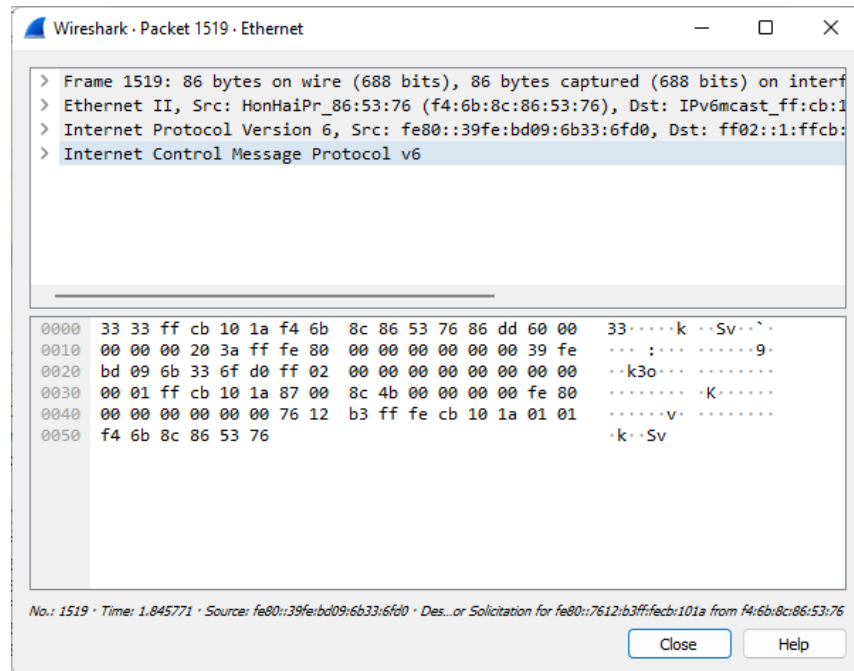 Wireshark · Packet 1519 · Ethernet
> Frame 1519: 86 bytes on wire (688 bits), 86 bytes captured (688 bits) on interf
> Ethernet II, Src: HonHaiPr_86:53:76 (f4:6b:8c:86:53:76), Dst: IPv6mcast_ff:cb:1
> Internet Protocol Version 6, Src: fe80::39fe:bd09:6b33:6fd0, Dst: ff02::1:ffcb:
> Internet Control Message Protocol v6
0000 33 33 ff cb 10 1a f4 6b 8c 86 53 76 86 dd 60 00 33·····k ··Sv··`·
0010 00 00 00 20 3a ff fe 80 00 00 00 00 00 00 39 fe ··· :··· ······9·
0020 bd 09 6b 33 6f d0 ff 02 00 00 00 00 00 00 00 00 ··k3o··· ········
0030 00 01 ff cb 10 1a 87 00 8c 4b 00 00 00 00 fe 80 ········ ·K······
0040 00 00 00 00 00 00 76 12 b3 ff fe cb 10 1a 01 01 ······v· ········
0050 f4 6b 8c 86 53 76 ·k··Sv
No.: 1519 · Time: 1.845771 · Source: fe80::39fe:bd09:6b33:6fd0 · Des...or Solicitation for fe80::7612:b3ff:fecb:101a from f4:6b:8c:86:53:76
Close Help